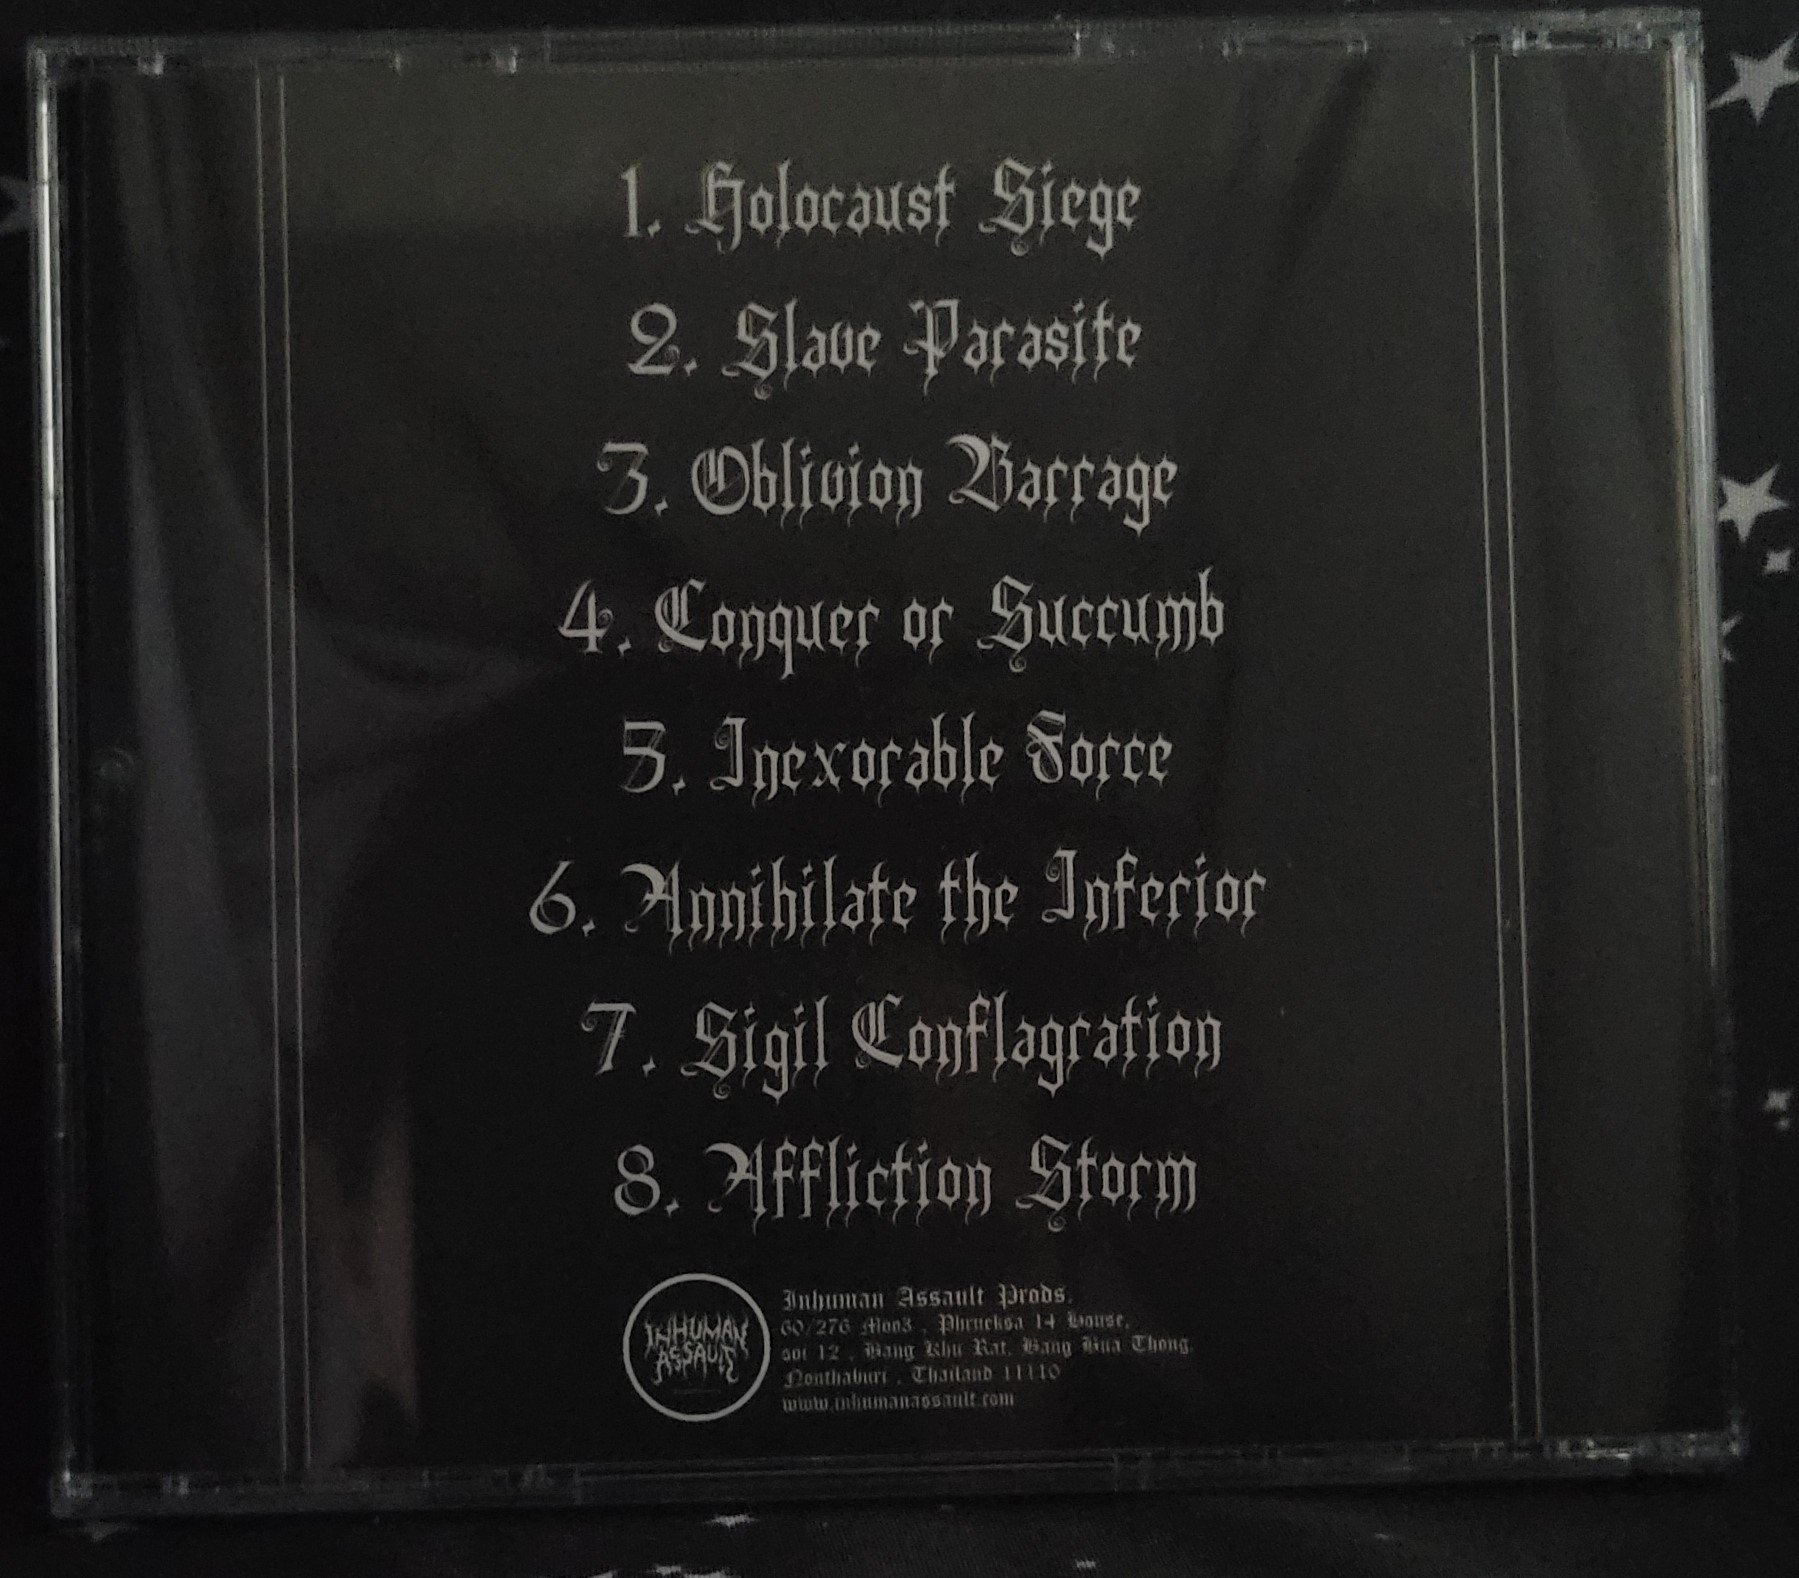 1. Holocaust Siege
2. Slave Parasite
3. Oblivion Barrage
4. Conquer or Succumb
5. Inexorable Force
6. Annihilate the Inferior
7. Sigil Conflagration
8. Affliction Storm
INHUMAN
ASSAULT
Inhuman Assault Prods.
60/276 Moo3 , Phrueksa 14 House,
soi 12 , Bang Khu Rat, Bang Bua Thong,
Nonthaburi , Thailand 11110
www.inhumanassault.com